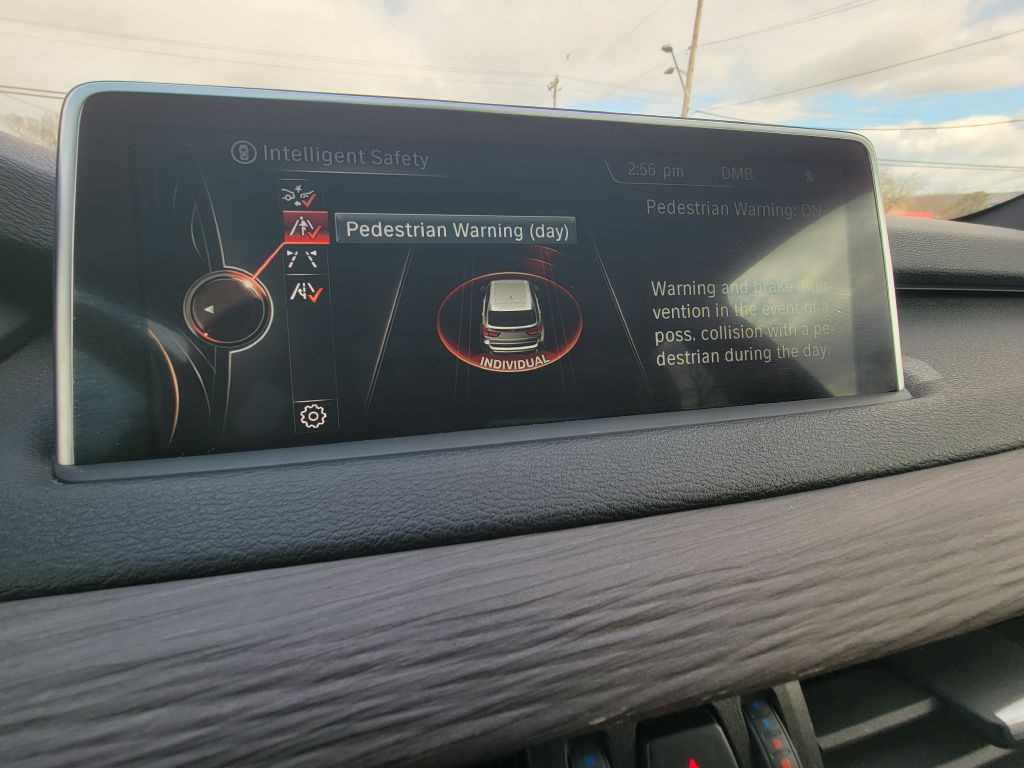 Intelligent Safety
2:56 pm DMB
Pedestrian Warning: ON
Pedestrian Warning (day)
INDIVIDUAL
Warning and brake inter-
vention in the event of a
poss. collision with a pe-
destrian during the day.